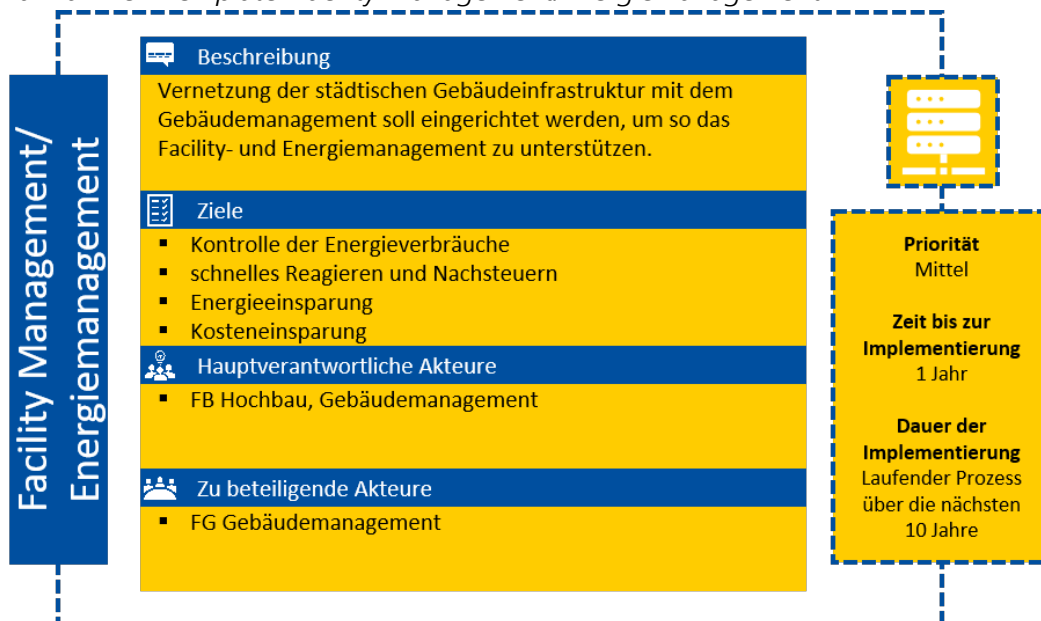 Facility Management/
Energiemanagement
Beschreibung
Vernetzung der städtischen Gebäudeinfrastruktur mit dem
Gebäudemanagement soll eingerichtet werden, um so das
Facility- und Energiemanagement zu unterstützen.
Ziele
▪ Kontrolle der Energieverbräuche
▪ schnelles Reagieren und Nachsteuern
▪ Energieeinsparung
▪ Kosteneinsparung
Hauptverantwortliche Akteure
▪ FB Hochbau, Gebäudemanagement
Zu beteiligende Akteure
▪ FG Gebäudemanagement
Priorität
Mittel
Zeit bis zur
Implementierung
1 Jahr
Dauer der
Implementierung
Laufender Prozess
über die nächsten
10 Jahre